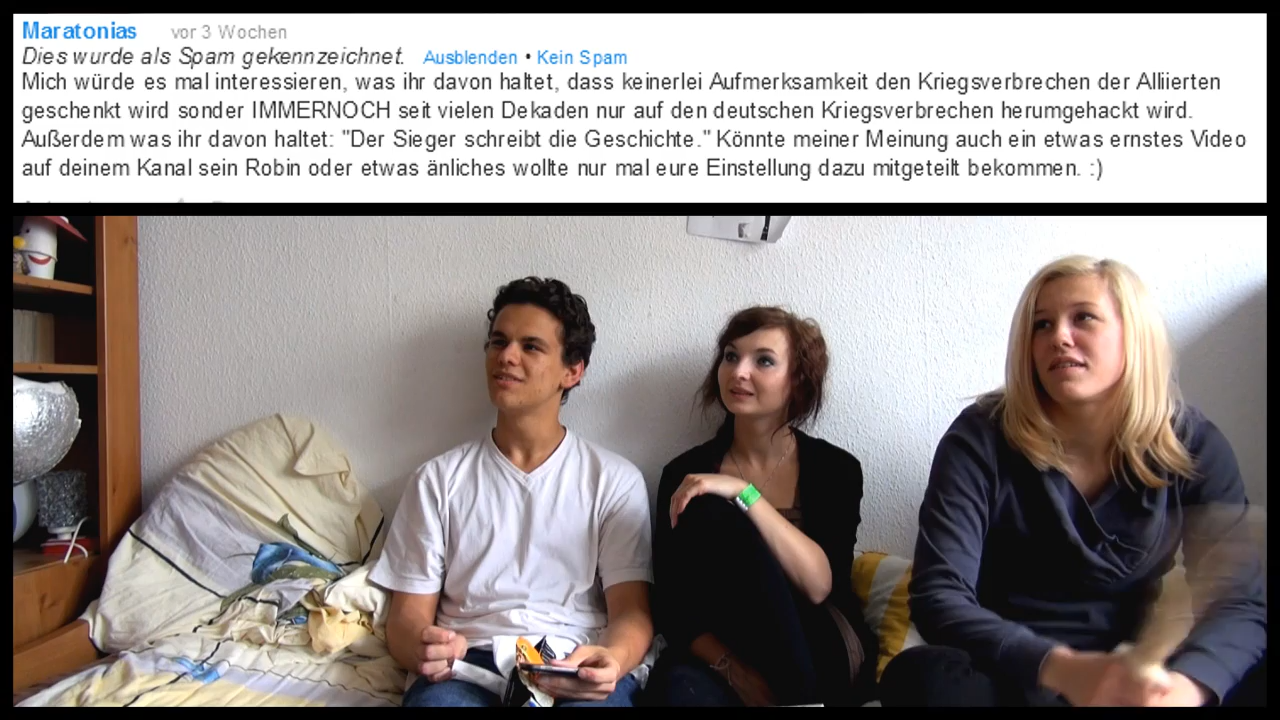 Maratonias vor 3 Wochen
Dies wurde als Spam gekennzeichnet. Ausblenden • Kein Spam
Mich würde es mal interessieren, was ihr davon haltet, dass keinerlei Aufmerksamkeit den Kriegsverbrechen der Alliierten
geschenkt wird sonder IMMERNOCH seit vielen Dekaden nur auf den deutschen Kriegsverbrechen herumgehackt wird.
Außerdem was ihr davon haltet: "Der Sieger schreibt die Geschichte." Könnte meiner Meinung auch ein etwas ernstes Video
auf deinem Kanal sein Robin oder etwas änliches wollte nur mal eure Einstellung dazu mitgeteilt bekommen. :)